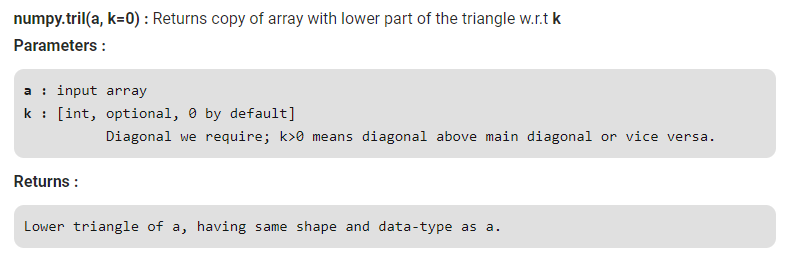 numpy.tril(a, k=0) : Returns copy of array with lower part of the triangle w.r.t k
Parameters :
a : input array
k : [int, optional, 0 by default]
Diagonal we require; k>0 means diagonal above main diagonal or vice versa.
Returns :
Lower triangle of a, having same shape and data-type as a.